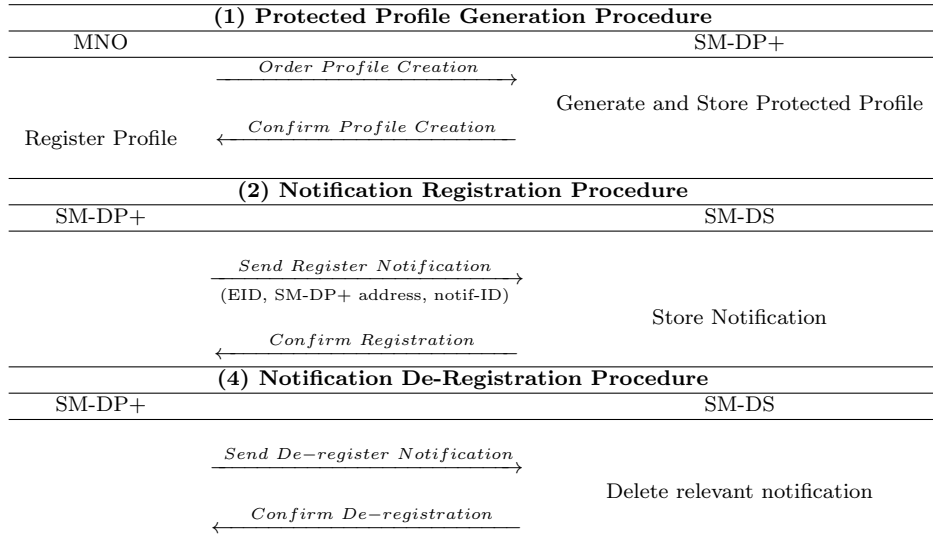 (1) Protected Profile Generation Procedure
MNO SM-DP+
Order Profile Creation
Generate and Store Protected Profile
Confirm Profile Creation
Register Profile
(2) Notification Registration Procedure
SM-DP+ SM-DS
Send Register Notification
(EID, SM-DP+ address, notif-ID)
Store Notification
Confirm Registration
(4) Notification De-Registration Procedure
SM-DP+ SM-DS
Send De−register Notification
Delete relevant notification
Confirm De−registration